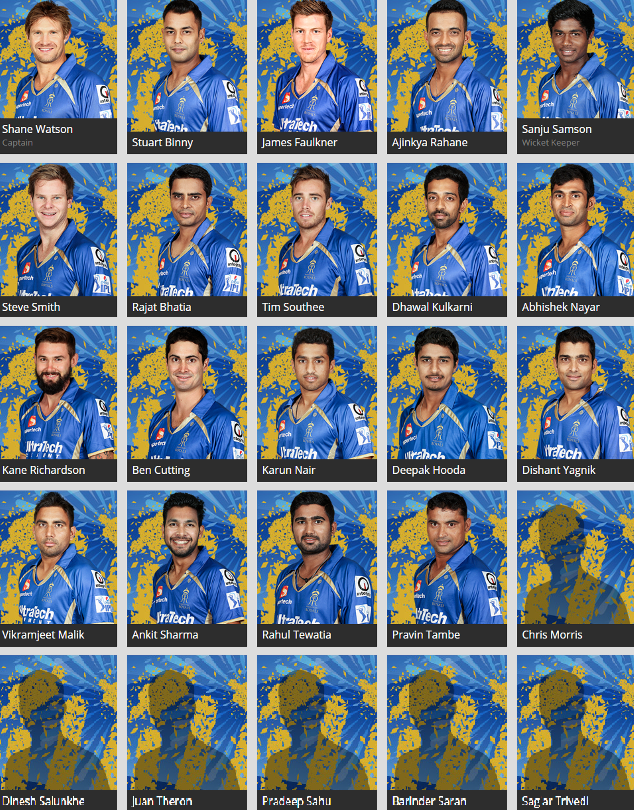 Shane Watson
Captain
Stuart Binny
James Faulkner
Ajinkya Rahane
Sanju Samson
Wicket Keeper
Steve Smith
Rajat Bhatia
Tim Southee
Dhawal Kulkarni
Abhishek Nayar
Kane Richardson
Ben Cutting
Karun Nair
Deepak Hooda
Dishant Yagnik
Vikramjeet Malik
Ankit Sharma
Rahul Tewatia
Pravin Tambe
Chris Morris
Dinesh Salunkhe
Juan Theron
Pradeep Sahu
Barinder Saran
Sagar Trivedi